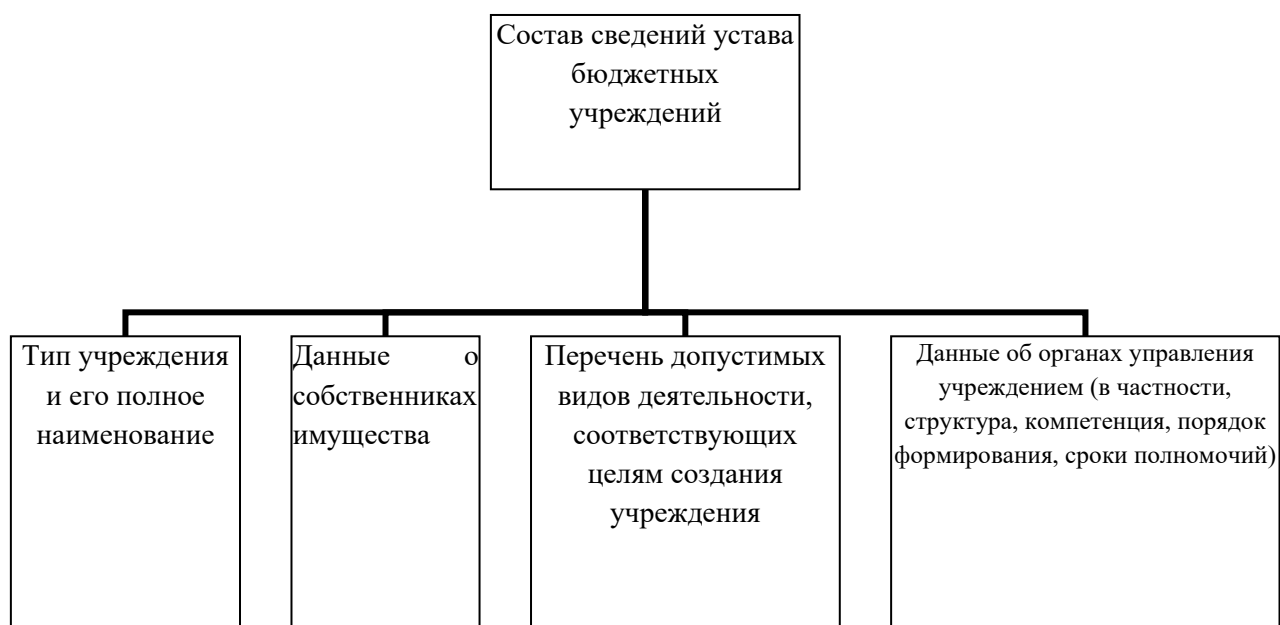 Состав сведений устава
бюджетных
учреждений
Тип учреждения
и его полное
наименование
Данные о
собственниках
имущества
Перечень допустимых
видов деятельности,
соответствующих
целям создания
учреждения
Данные об органах управления
учреждением (в частности,
структура, компетенция, порядок
формирования, сроки полномочий)